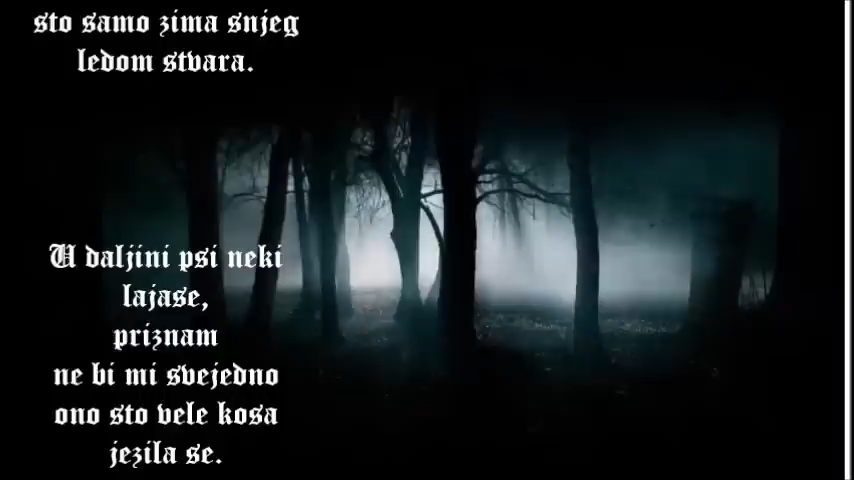 sto samo zima snjeg
ledom stvara.
U daljini psi neki
lajase,
priznam
ne bi mi svejedno
ono sto vele kosa
jezila se.